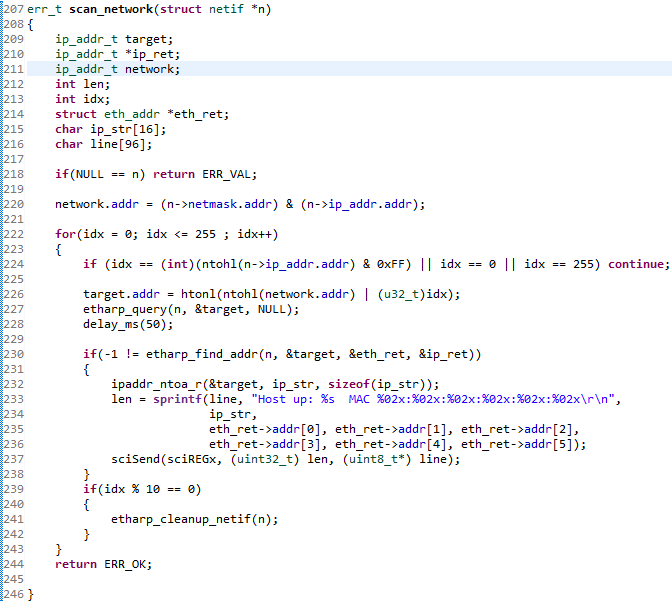 207 err_t scan_network(struct netif *n)
208 {
209     ip_addr_t target;
210     ip_addr_t *ip_ret;
211     ip_addr_t network;
212     int len;
213     int idx;
214     struct eth_addr *eth_ret;
215     char ip_str[16];
216     char line[96];
217
218     if(NULL == n) return ERR_VAL;
219
220     network.addr = (n->netmask.addr) & (n->ip_addr.addr);
221
222     for(idx = 0; idx <= 255 ; idx++)
223     {
224         if (idx == (int)(ntohl(n->ip_addr.addr) & 0xFF) || idx == 0 || idx == 255) continue;
225
226         target.addr = htonl(ntohl(network.addr) | (u32_t)idx);
227         etharp_query(n, &target, NULL);
228         delay_ms(50);
229
230         if(-1 != etharp_find_addr(n, &target, &eth_ret, &ip_ret))
231         {
232             ipaddr_ntoa_r(&target, ip_str, sizeof(ip_str));
233             len = sprintf(line, "Host up: %s  MAC %02x:%02x:%02x:%02x:%02x:%02x\r\n",
234                           ip_str,
235                           eth_ret->addr[0], eth_ret->addr[1], eth_ret->addr[2],
236                           eth_ret->addr[3], eth_ret->addr[4], eth_ret->addr[5]);
237             sciSend(sciREGx, (uint32_t) len, (uint8_t*) line);
238         }
239         if(idx % 10 == 0)
240         {
241             etharp_cleanup_netif(n);
242         }
243     }
244     return ERR_OK;
245
246 }